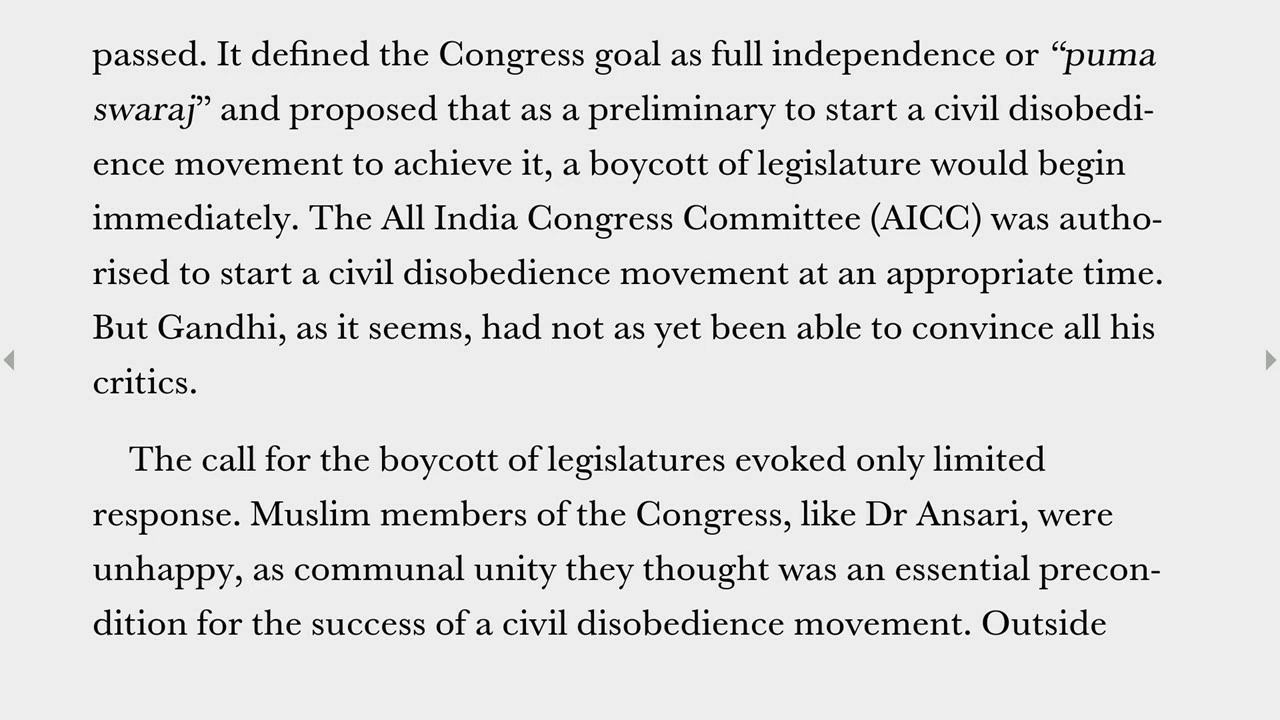 passed. It defined the Congress goal as full independence or “puma
swaraj” and proposed that as a preliminary to start a civil disobedi-
ence movement to achieve it, a boycott of legislature would begin
immediately. The All India Congress Committee (AICC) was autho-
rised to start a civil disobedience movement at an appropriate time.
But Gandhi, as it seems, had not as yet been able to convince all his
critics.
The call for the boycott of legislatures evoked only limited
response. Muslim members of the Congress, like Dr Ansari, were
unhappy, as communal unity they thought was an essential precon-
dition for the success of a civil disobedience movement. Outside